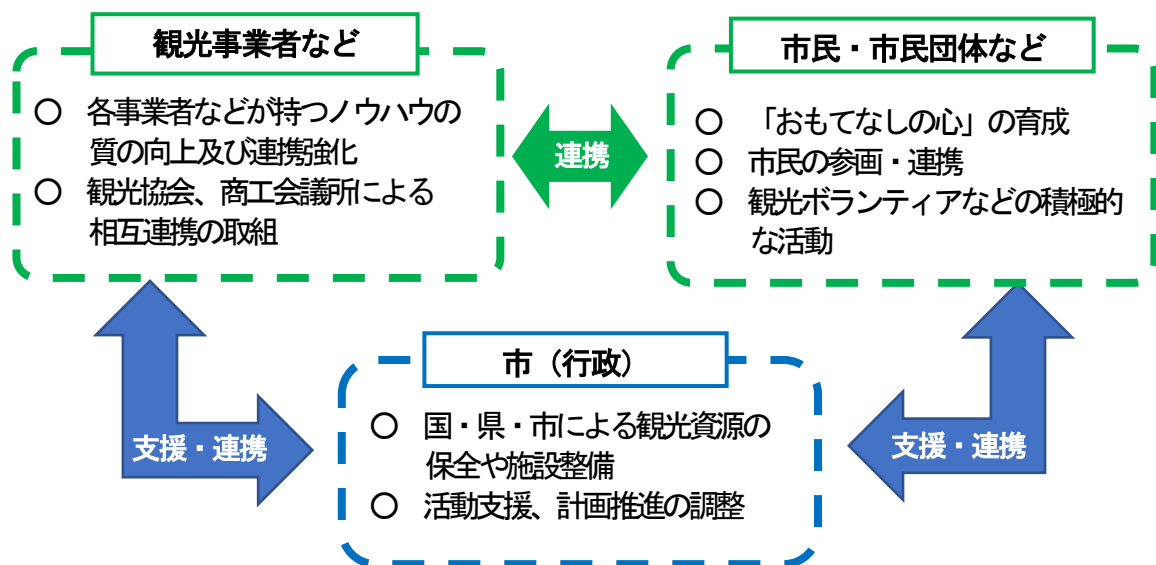 観光事業者など
○ 各事業者などが持つノウハウの
質の向上及び連携強化
○ 観光協会、商工会議所による
相互連携の取組
連携
市民・市民団体など
○ 「おもてなしの心」の育成
○ 市民の参画・連携
○ 観光ボランティアなどの積極的
な活動
支援・連携
市（行政）
○ 国・県・市による観光資源の
保全や施設整備
○ 活動支援、計画推進の調整
支援・連携